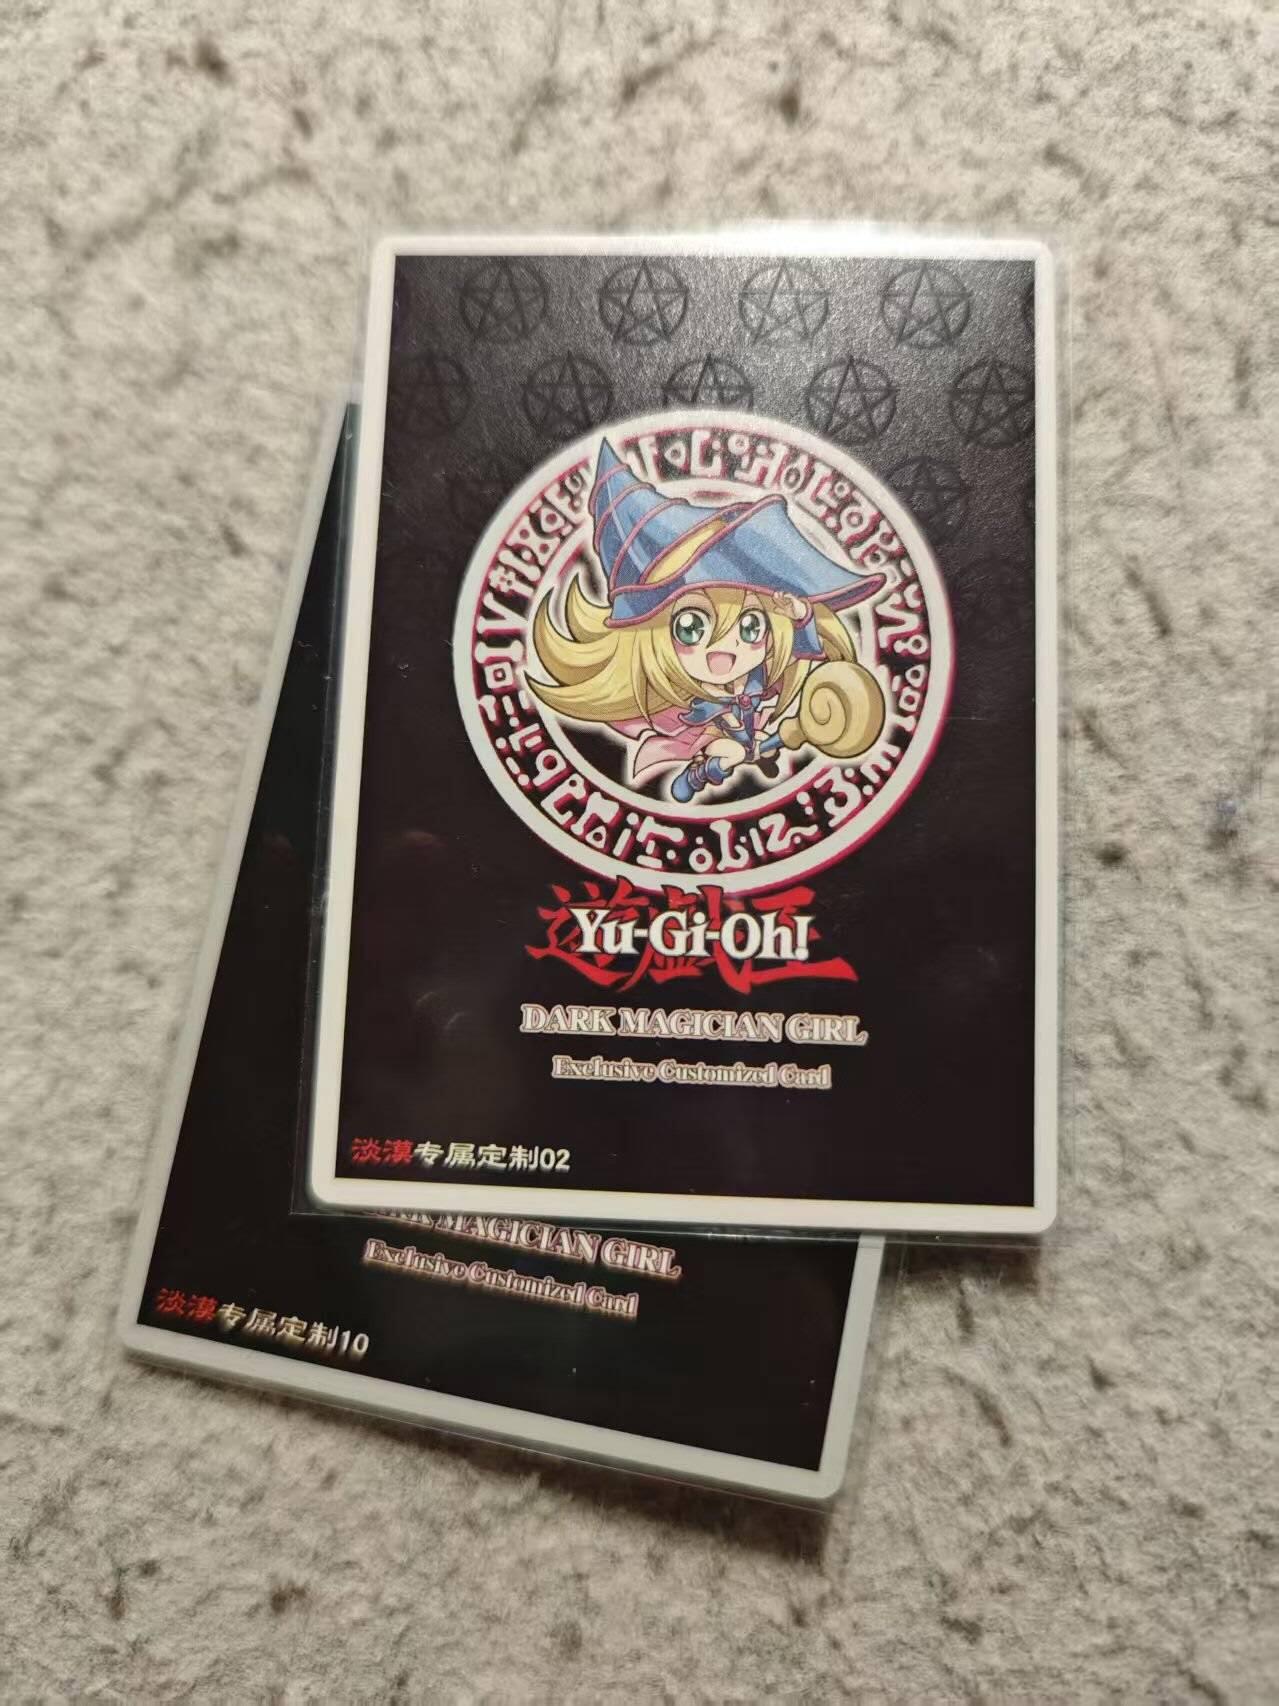 遊戯王
Yu-Gi-Oh!
DARK MAGICIAN GIRL
Exclusive Customized Card
淡漠专属定制02
MAGICIAN GIRL
Exclusive Customized Card
淡漠专属定制10